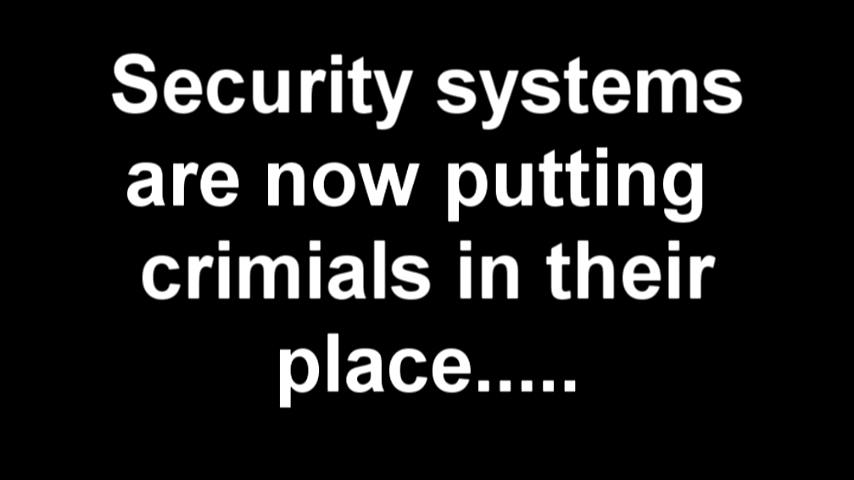 Security systems
are now putting
crimials in their
place.....